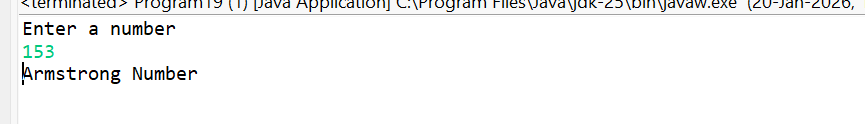 <terminated> Program19 (1) [Java Application] C:\Program Files\Java\jdk-25\bin\javaw.exe (20-Jan-2026,
Enter a number
153
Armstrong Number